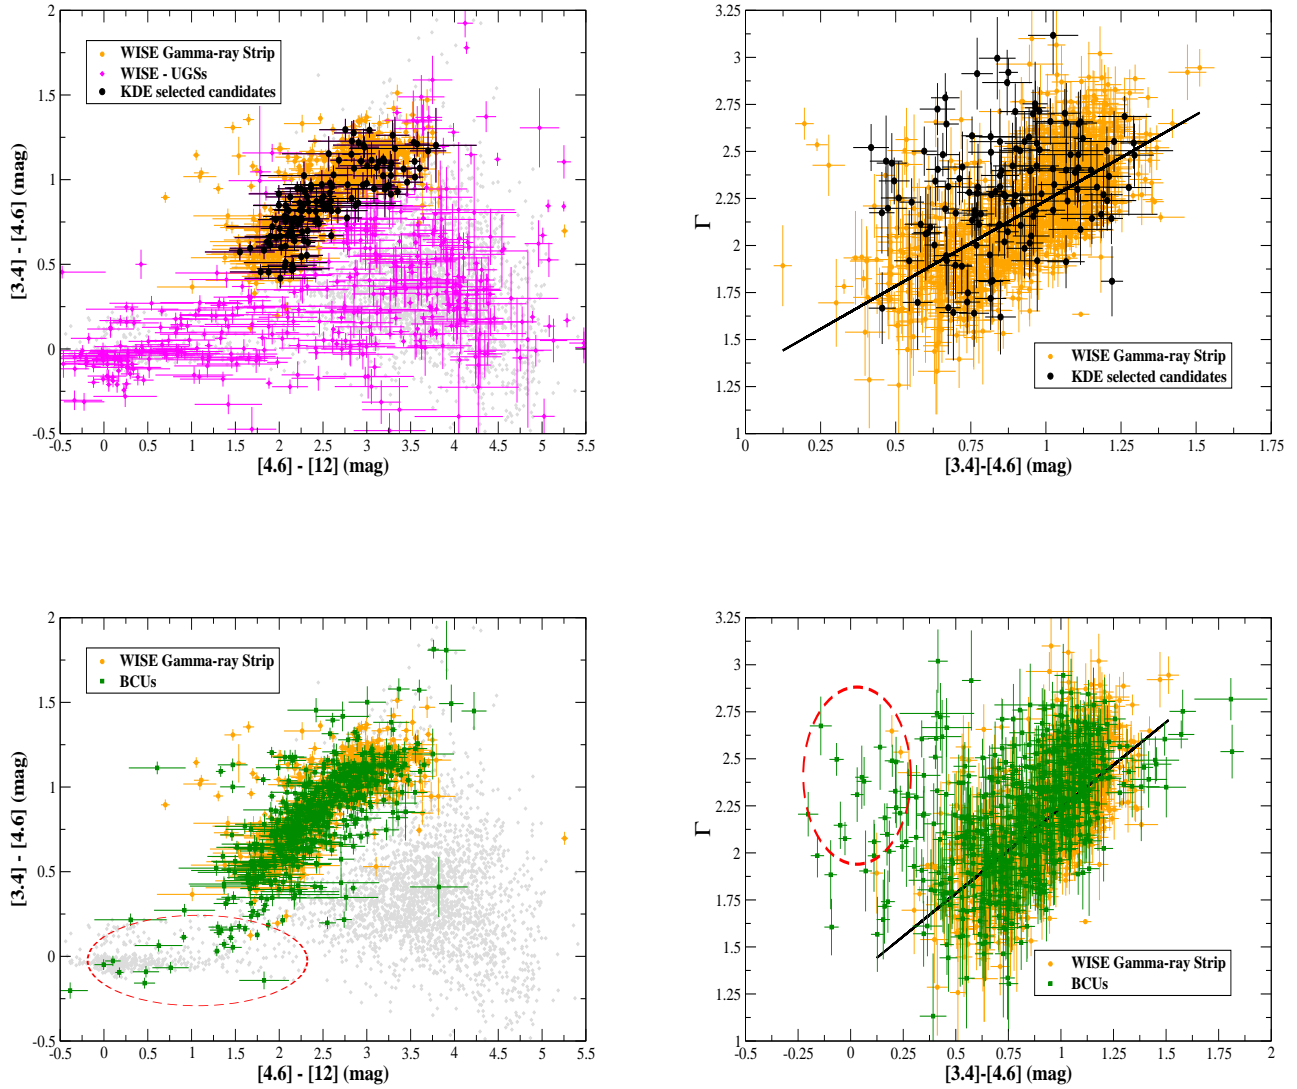 2
1.5
1
0.5
0
-0.5
[3.4] - [4.6] (mag)
WISE Gamma-ray Strip
WISE - UGSs
KDE selected candidates
-0.5 0 0.5 1 1.5 2 2.5 3 3.5 4 4.5 5 5.5
[4.6] - [12] (mag)
3.25
3
2.75
2.5
2.25
2
1.75
1.5
1.25
1
Γ
WISE Gamma-ray Strip
KDE selected candidates
0 0.25 0.5 0.75 1 1.25 1.5 1.75
[3.4]-[4.6] (mag)
2
1.5
1
0.5
0
-0.5
[3.4] - [4.6] (mag)
WISE Gamma-ray Strip
BCUs
-0.5 0 0.5 1 1.5 2 2.5 3 3.5 4 4.5 5 5.5
[4.6] - [12] (mag)
3.25
3
2.75
2.5
2.25
2
1.75
1.5
1.25
1
Γ
WISE Gamma-ray Strip
BCUs
-0.5 -0.25 0 0.25 0.5 0.75 1 1.25 1.5 1.75 2
[3.4]-[4.6] (mag)